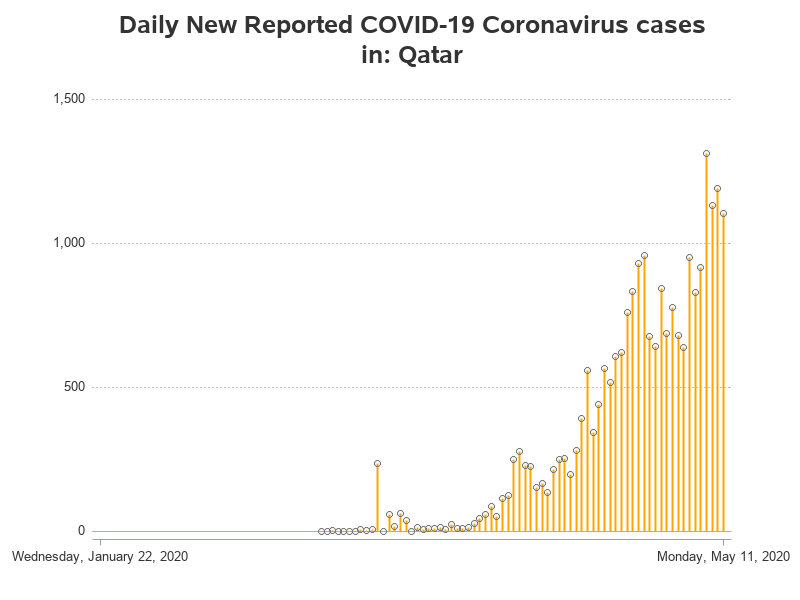 Daily New Reported COVID-19 Coronavirus cases
in: Qatar
1,500
1,000
500
0
Wednesday, January 22, 2020
Monday, May 11, 2020